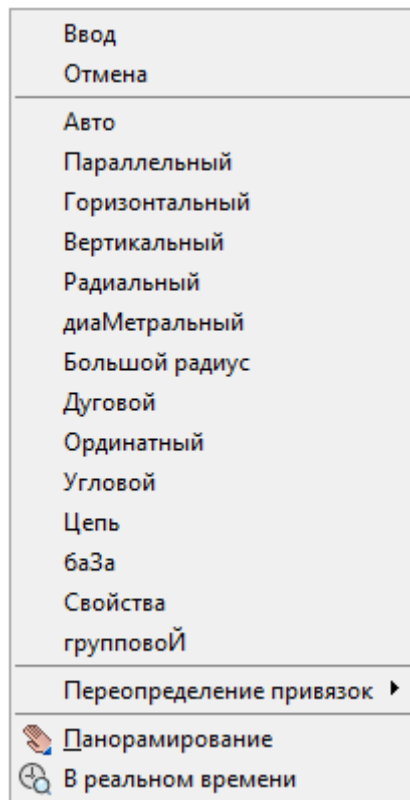 Ввод
Отмена
Авто
Параллельный
Горизонтальный
Вертикальный
Радиальный
диаМетральный
Большой радиус
Дуговой
Ординатный
Угловой
Цепь
баЗа
Свойства
групповоЙ
Переопределение привязок
Панорамирование
В реальном времени